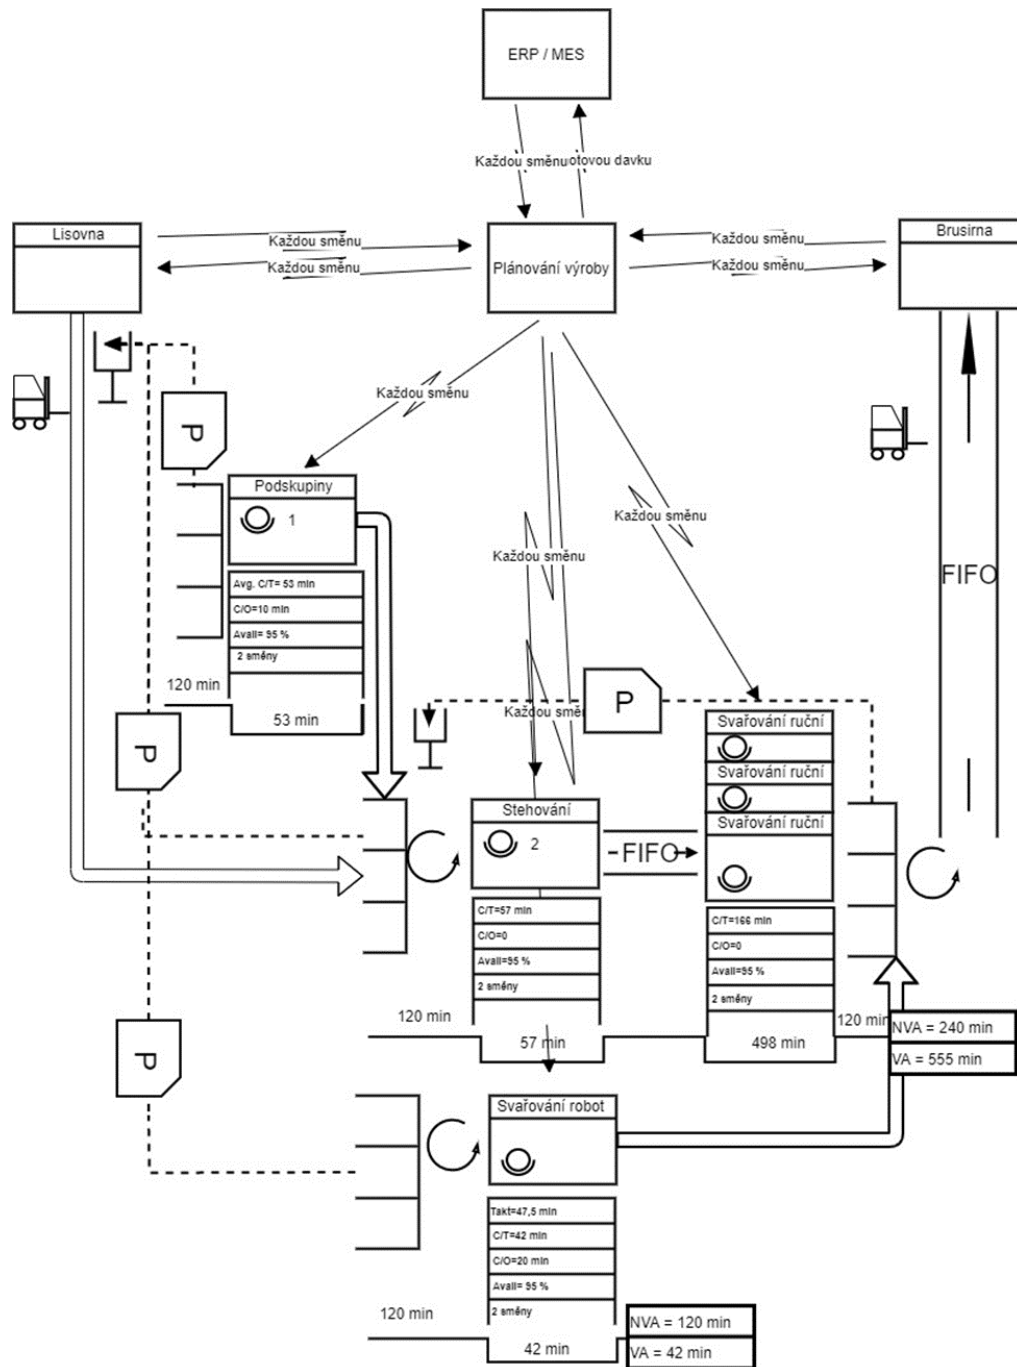 ERP / MES
Každou směnu
otovou davku
Lisovna
Každou směnu
Každou směnu
Plánování výroby
Každou směnu
Každou směnu
Brusirna
Každou směnu
P
Podskupiny
1
Avg. C/T= 53 min
C/O=10 min
Avail= 95 %
2 směny
120 min
53 min
Každou směnu
Každou směnu
FIFO
Každou směn
P
P
Svařování ruční
Svařování ruční
Svařování ruční
Stehování
2
FIFO
C/T=57 min
C/O=0
Avail=95 %
2 směny
120 min
57 min
C/T=166 min
C/O=0
Avail=95 %
2 směny
498 min
120 min
NVA = 240 min
VA = 555 min
P
Svařování robot
Takt=47,5 min
C/T=42 min
C/O=20 min
Avail= 95 %
2 směny
120 min
42 min
NVA = 120 min
VA = 42 min